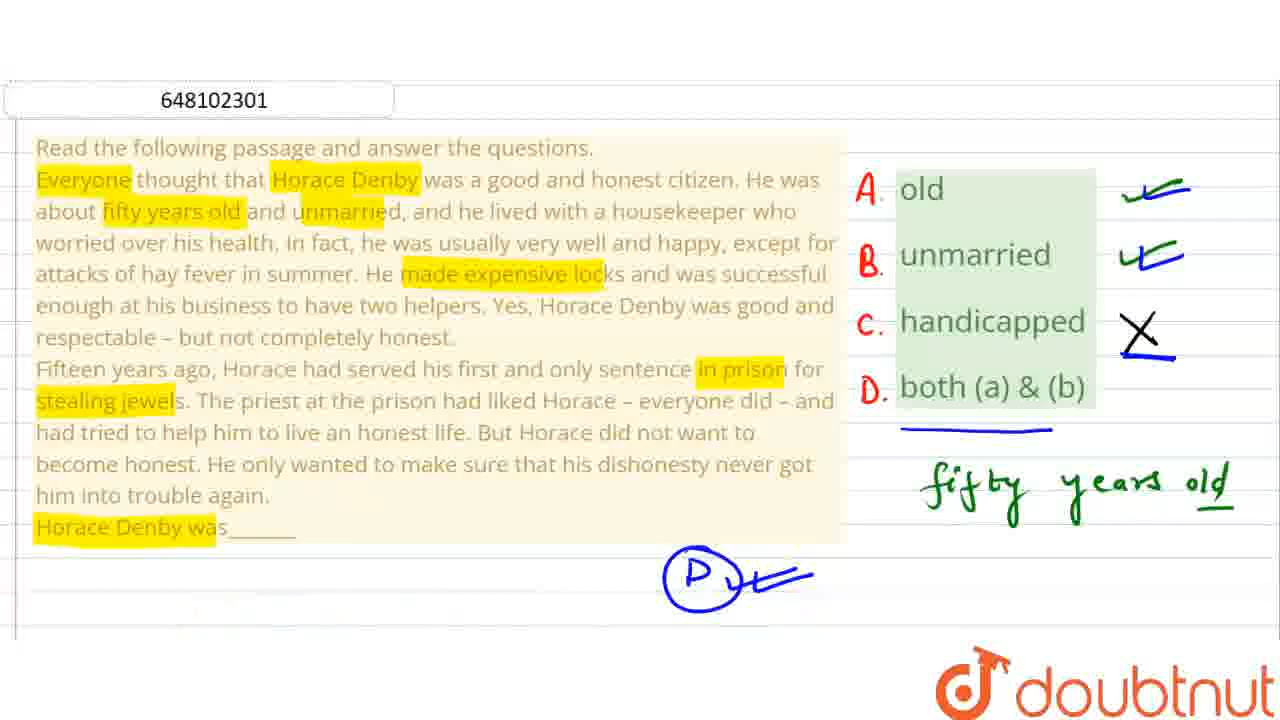 648102301
Read the following passage and answer the questions.
Everyone thought that Horace Denby was a good and honest citizen. He was
about fifty years old and unmarried, and he lived with a housekeeper who
worried over his health. In fact, he was usually very well and happy, except for
attacks of hay fever in summer. He made expensive locks and was successful
enough at his business to have two helpers. Yes, Horace Denby was good and
respectable – but not completely honest.
Fifteen years ago, Horace had served his first and only sentence in prison for
stealing jewels. The priest at the prison had liked Horace – everyone did – and
had tried to help him to live an honest life. But Horace did not want to
become honest. He only wanted to make sure that his dishonesty never got
him into trouble again.
Horace Denby was______
A. old
B. unmarried
C. handicapped
D. both (a) & (b)
fifty years old
D
doubtnut